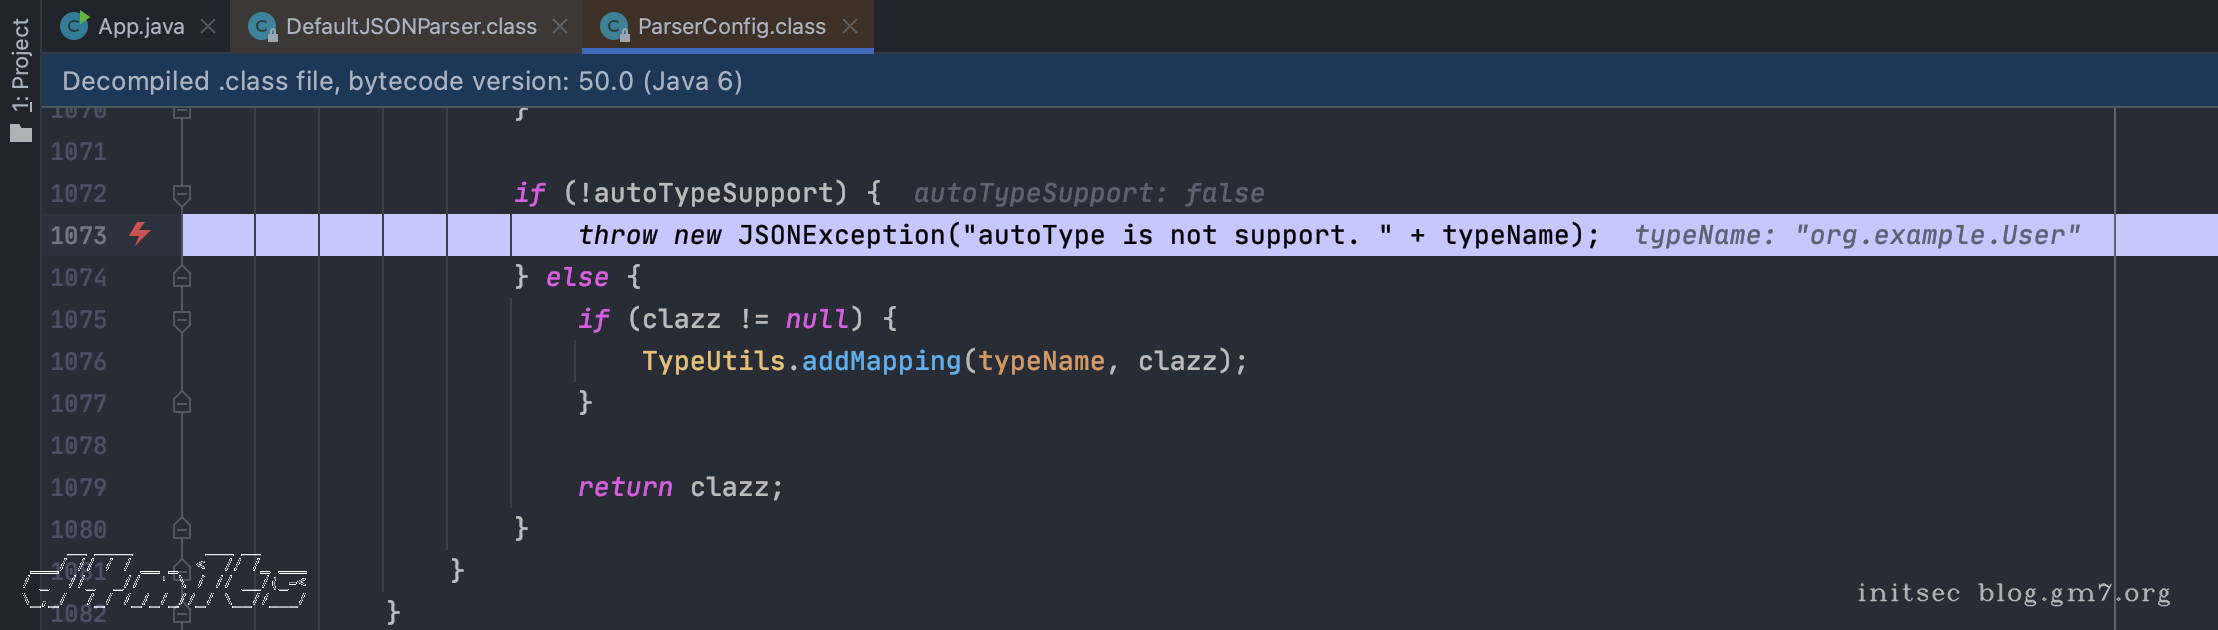 App.java
DefaultJSONParser.class
ParserConfig.class
1: Project
Decompiled .class file, bytecode version: 50.0 (Java 6)
1070 }
1071
1072 if (!autoTypeSupport) { autoTypeSupport: false
1073 throw new JSONException("autoType is not support. " + typeName); typeName: "org.example.User"
1074 } else {
1075 if (clazz != null) {
1076 TypeUtils.addMapping(typeName, clazz);
1077 }
1078
1079 return clazz;
1080 }
1081 }
1082 }
initsec blog.gm7.org